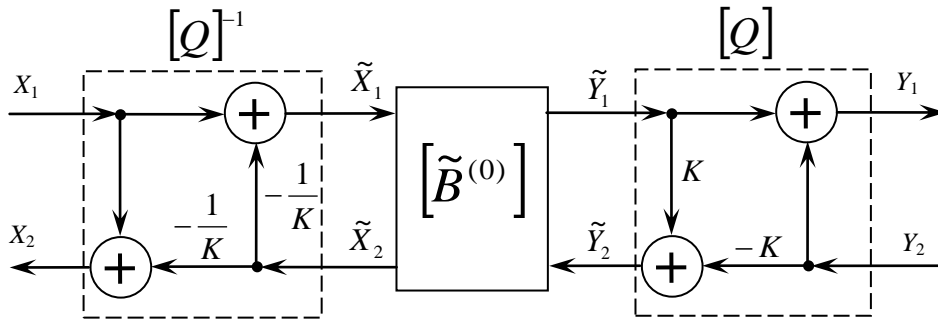 [Q]⁻¹
[Q]
X₁
X̃₁
Ỹ₁
Y₁
+
+
[B̃⁽⁰⁾]
K
−1/K
−1/K
X₂
X̃₂
Ỹ₂
−K
Y₂
+
+